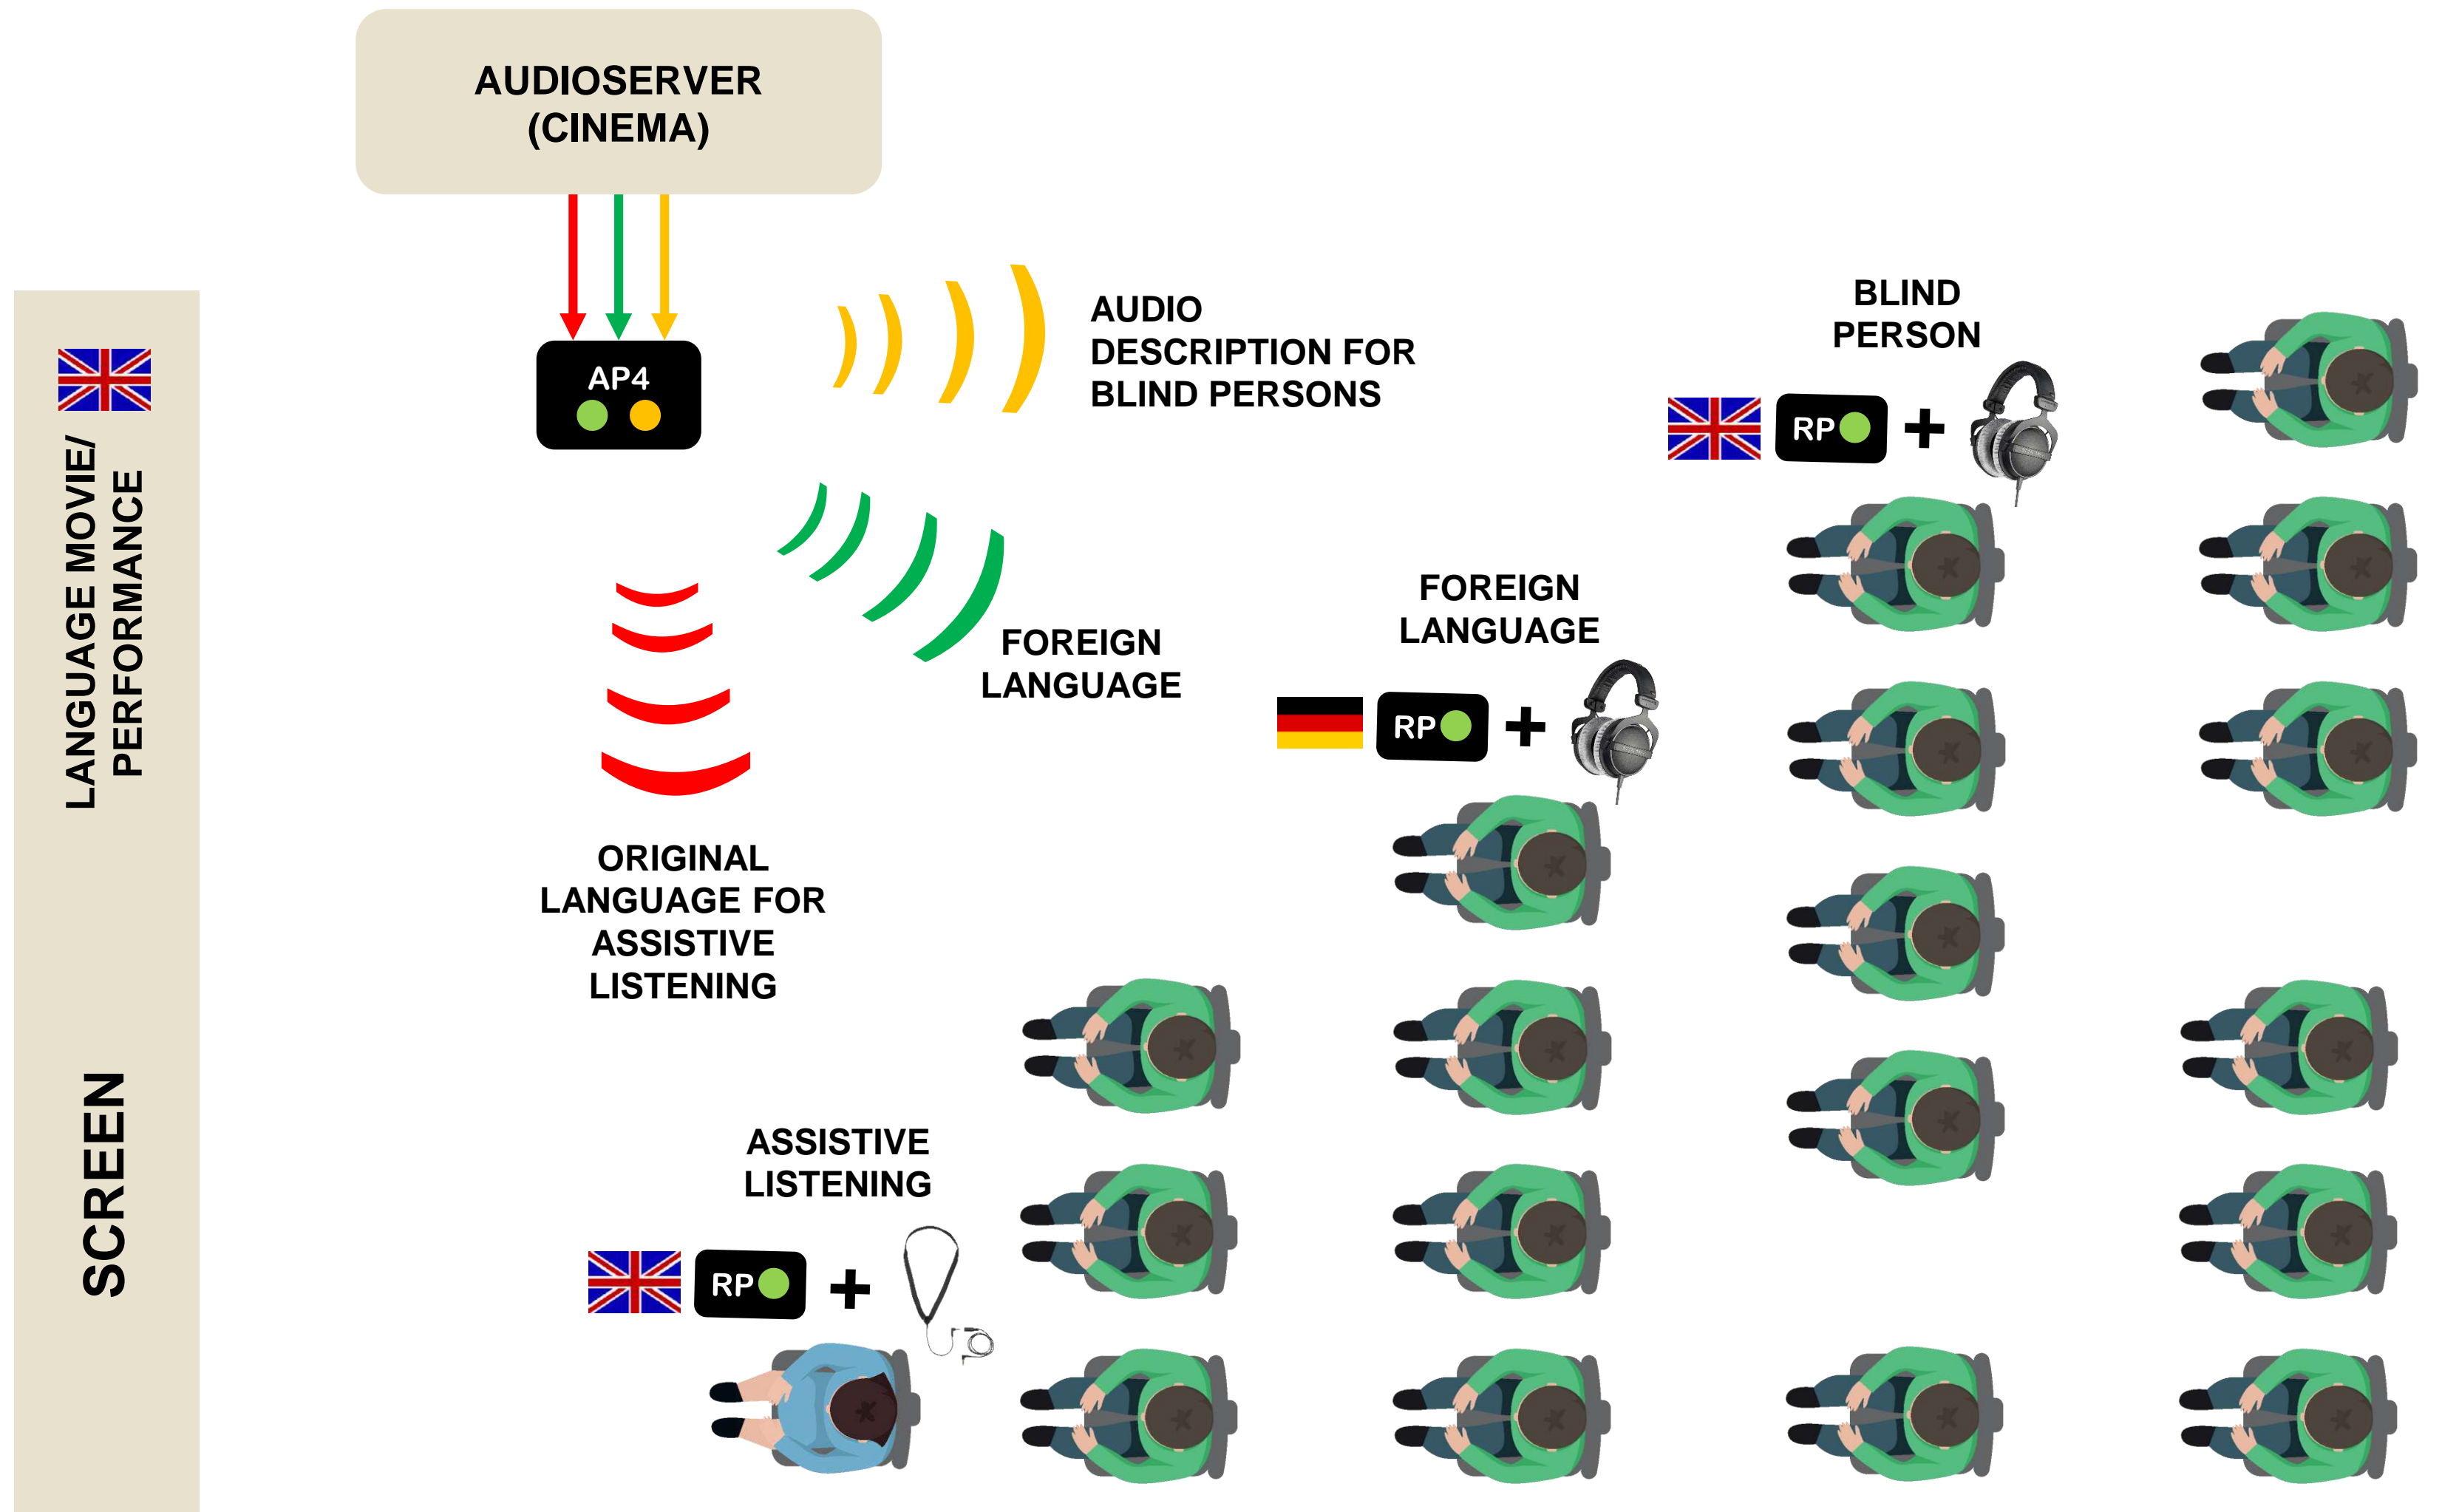 AUDIOSERVER
(CINEMA)
AP4
AUDIO
DESCRIPTION FOR
BLIND PERSONS
BLIND
PERSON
RP
+
LANGUAGE MOVIE/
PERFORMANCE
FOREIGN
LANGUAGE
FOREIGN
LANGUAGE
RP
+
ORIGINAL
LANGUAGE FOR
ASSISTIVE
LISTENING
SCREEN
ASSISTIVE
LISTENING
RP
+